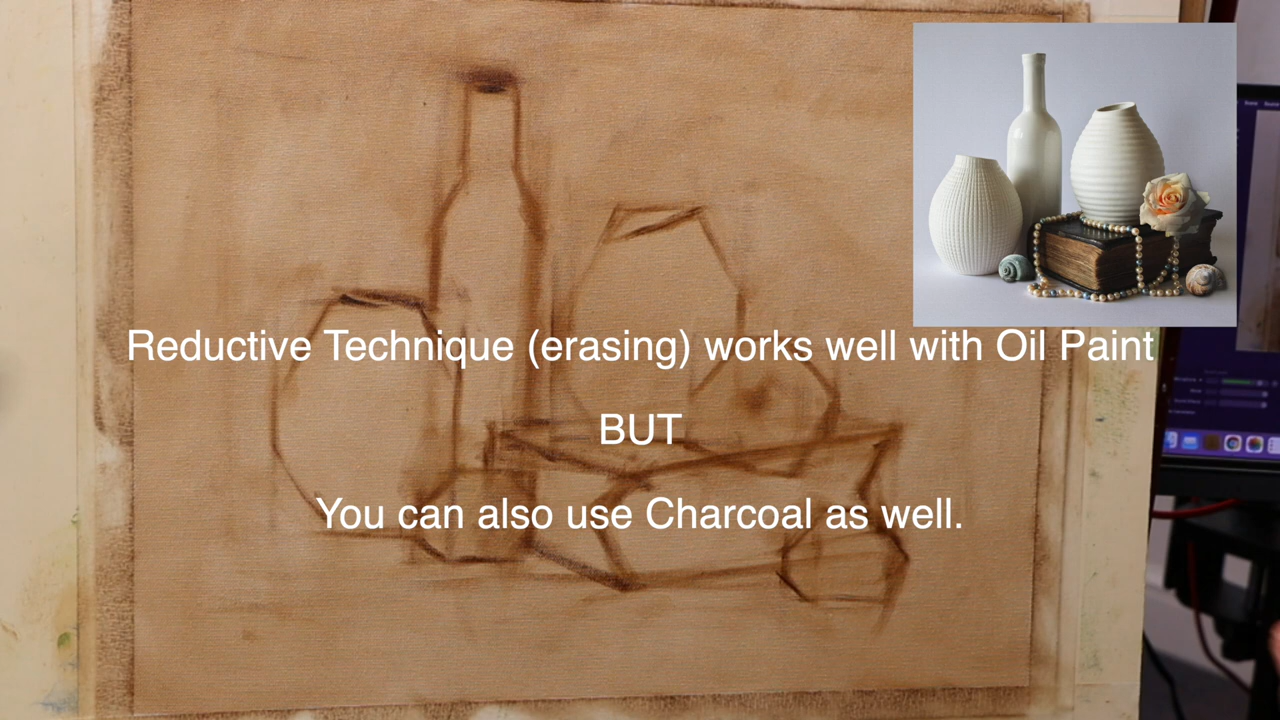 Reductive Technique (erasing) works well with Oil Paint
BUT
You can also use Charcoal as well.